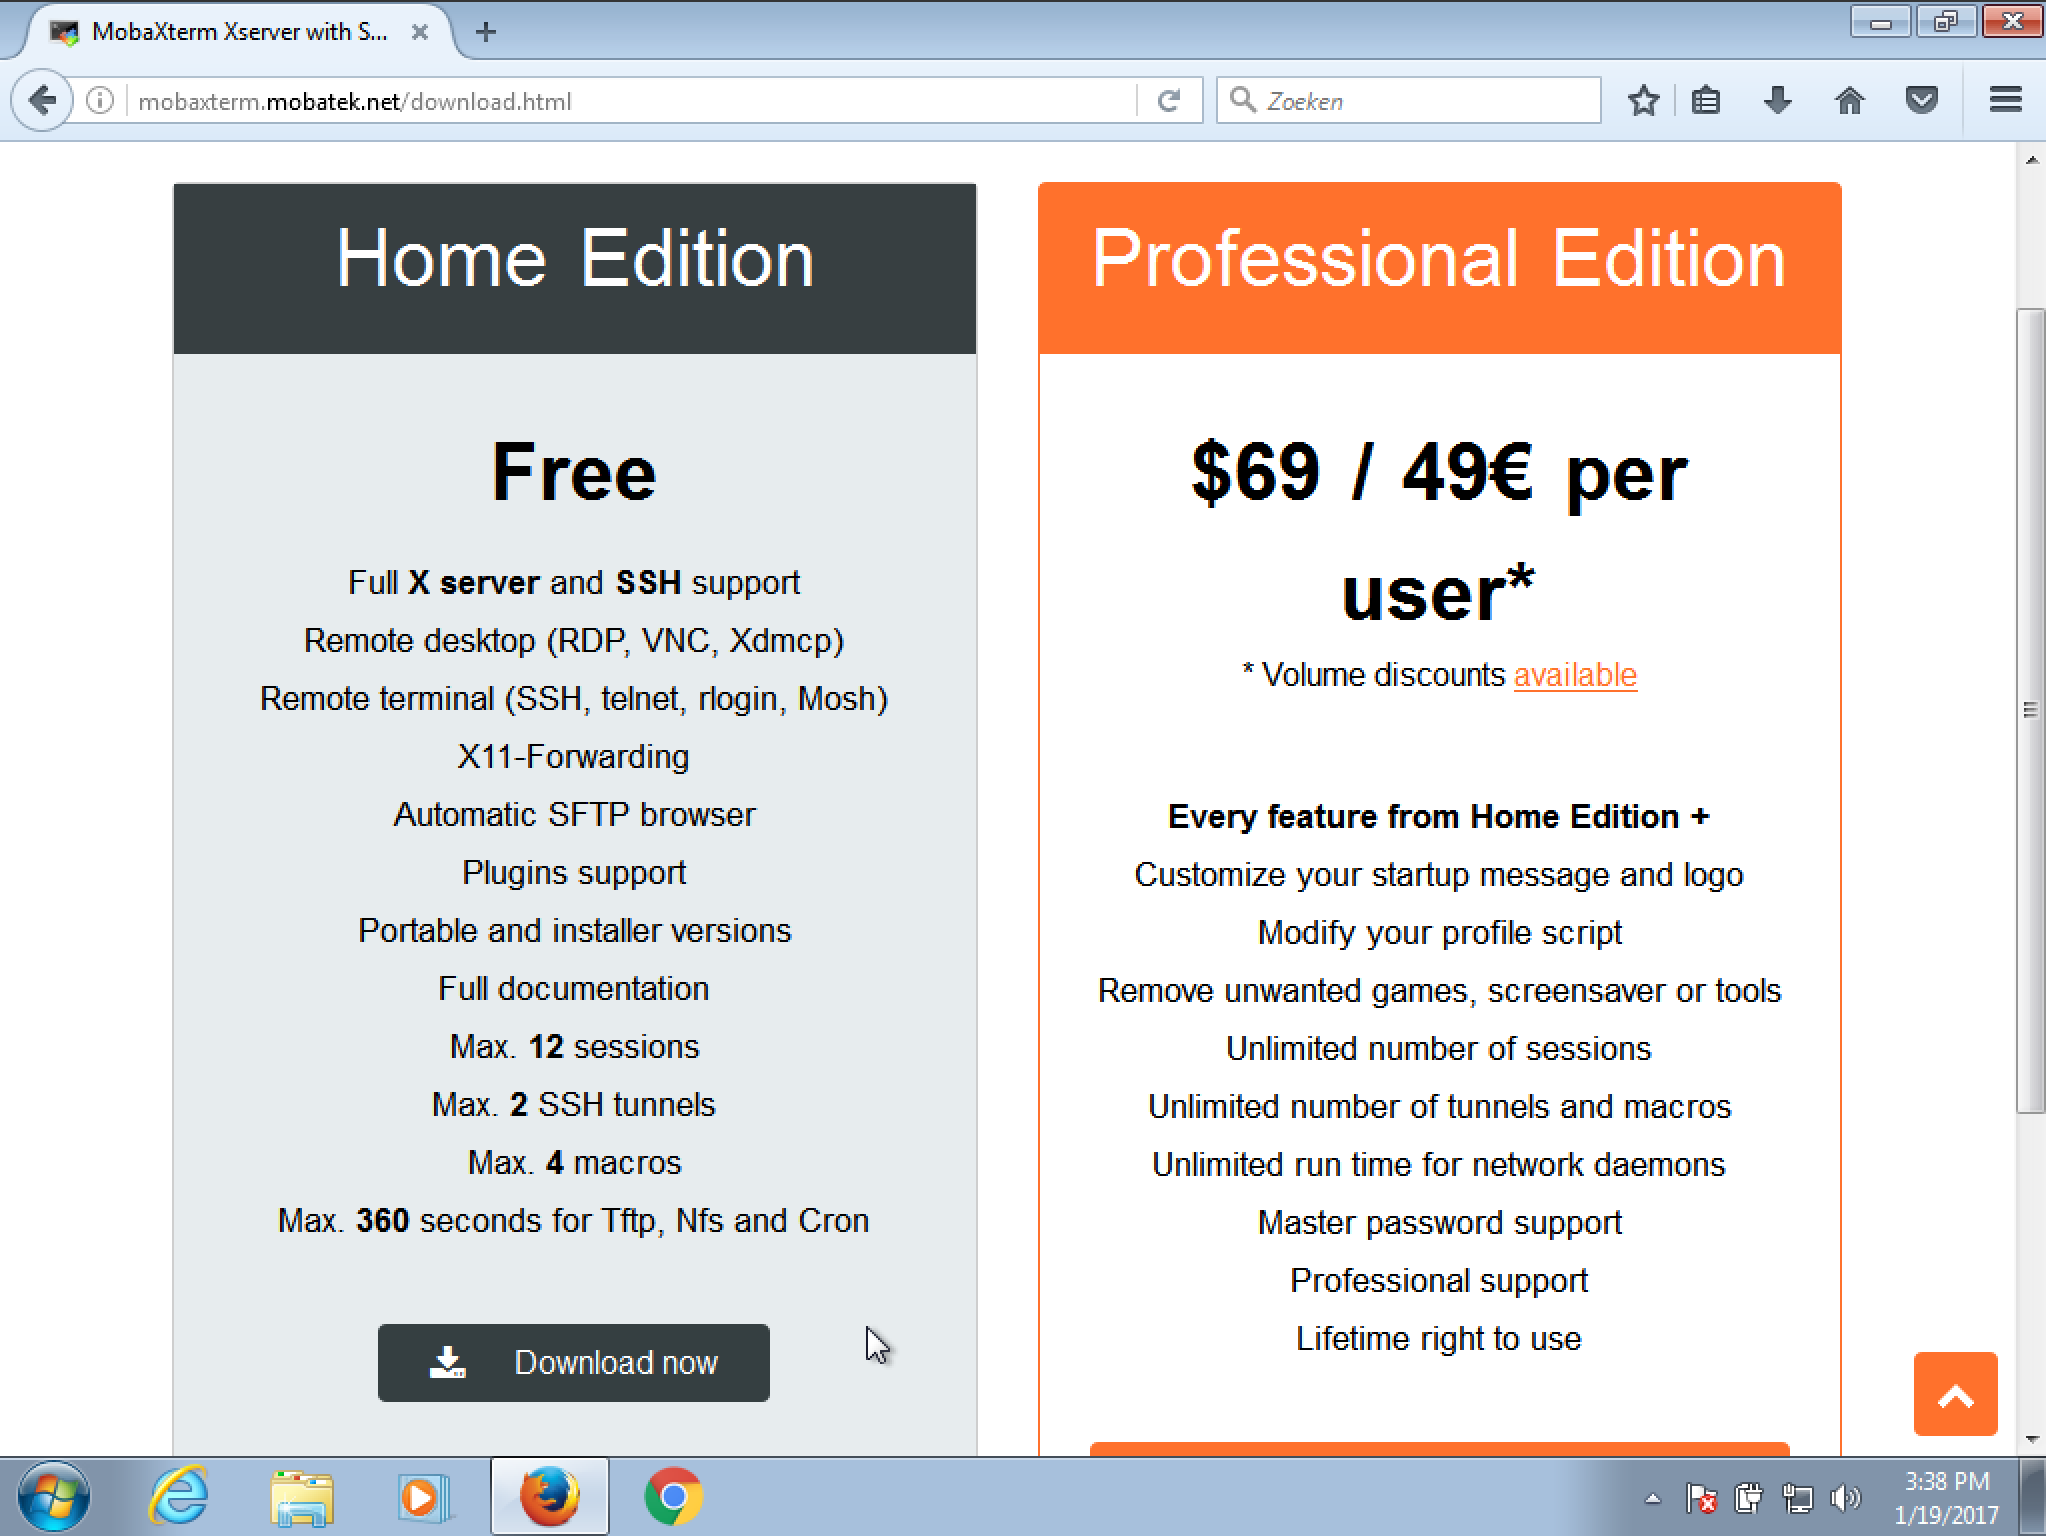 MobaXterm Xserver with S...
mobaxterm.mobatek.net/download.html
Zoeken
Home Edition
Free
Full X server and SSH support
Remote desktop (RDP, VNC, Xdmcp)
Remote terminal (SSH, telnet, rlogin, Mosh)
X11-Forwarding
Automatic SFTP browser
Plugins support
Portable and installer versions
Full documentation
Max. 12 sessions
Max. 2 SSH tunnels
Max. 4 macros
Max. 360 seconds for Tftp, Nfs and Cron
Download now
Professional Edition
$69 / 49€ per
user*
* Volume discounts available
Every feature from Home Edition +
Customize your startup message and logo
Modify your profile script
Remove unwanted games, screensaver or tools
Unlimited number of sessions
Unlimited number of tunnels and macros
Unlimited run time for network daemons
Master password support
Professional support
Lifetime right to use
3:38 PM
1/19/2017